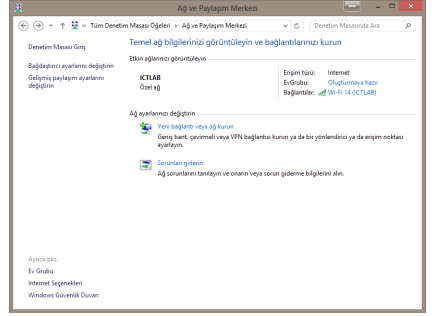 Ağ ve Paylaşım Merkezi
« Tüm Denetim Masası Öğeleri › Ağ ve Paylaşım Merkezi
Denetim Masasında Ara
Denetim Masası Giriş
Bağdaştırıcı ayarlarını değiştirin
Gelişmiş paylaşım ayarlarını
değiştirin
Temel ağ bilgilerinizi görüntüleyin ve bağlantılarınızı kurun
Etkin ağlarınızı görüntüleyin
ICTLAB
Özel ağ
Erişim türü: Internet
EvGrubu: Oluşturmaya hazır
Bağlantılar: Wi-Fi 14 (ICTLAB)
Ağ ayarlarınızı değiştirin
Yeni bağlantı veya ağ kurun
Geniş bant, çevirmeli veya VPN bağlantısı kurun ya da bir yönlendirici ya da erişim noktası
ayarlayın.
Sorunları giderin
Ağ sorunlarını tanılayın ve onarın veya sorun giderme bilgilerini alın.
Ayrıca bkz.
Ev Grubu
Internet Seçenekleri
Windows Güvenlik Duvarı